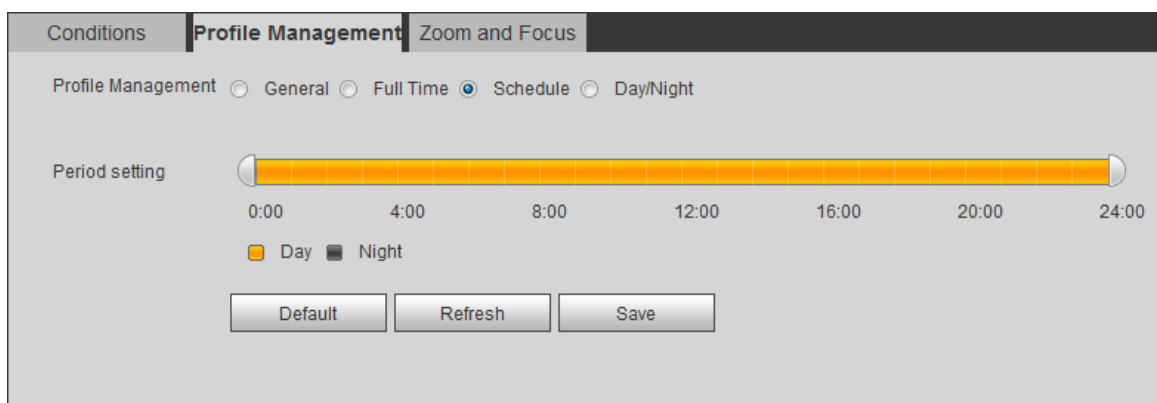 Conditions Profile Management Zoom and Focus
Profile Management General Full Time Schedule Day/Night
Period setting
0:00 4:00 8:00 12:00 16:00 20:00 24:00
Day Night
Default Refresh Save